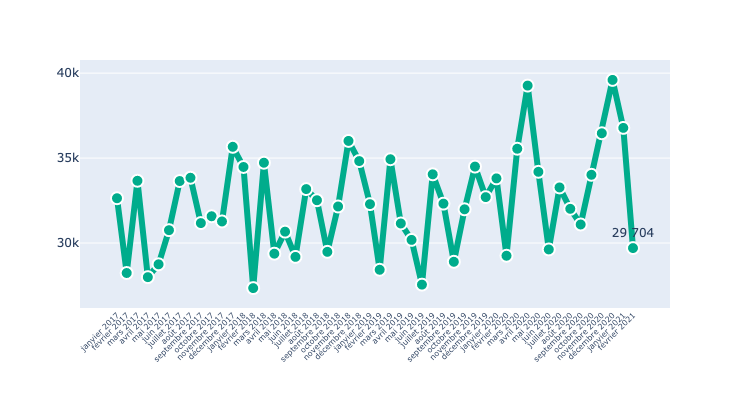 40k
35k
30k
29 704
janvier 2017
février 2017
mars 2017
avril 2017
mai 2017
juin 2017
juillet 2017
août 2017
septembre 2017
octobre 2017
novembre 2017
décembre 2017
janvier 2018
février 2018
mars 2018
avril 2018
mai 2018
juin 2018
juillet 2018
août 2018
septembre 2018
octobre 2018
novembre 2018
décembre 2018
janvier 2019
février 2019
mars 2019
avril 2019
mai 2019
juin 2019
juillet 2019
août 2019
septembre 2019
octobre 2019
novembre 2019
décembre 2019
janvier 2020
février 2020
mars 2020
avril 2020
mai 2020
juin 2020
juillet 2020
août 2020
septembre 2020
octobre 2020
novembre 2020
décembre 2020
janvier 2021
février 2021